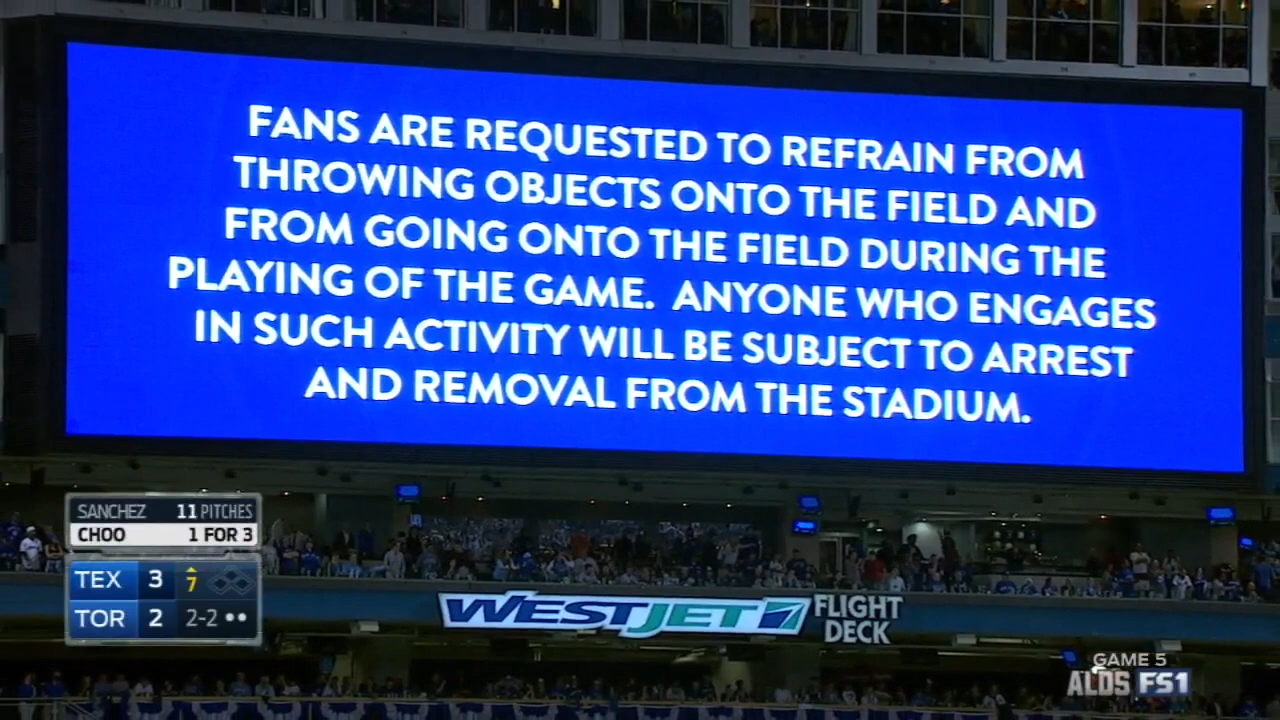 FANS ARE REQUESTED TO REFRAIN FROM
THROWING OBJECTS ONTO THE FIELD AND
FROM GOING ONTO THE FIELD DURING THE
PLAYING OF THE GAME. ANYONE WHO ENGAGES
IN SUCH ACTIVITY WILL BE SUBJECT TO ARREST
AND REMOVAL FROM THE STADIUM.
SANCHEZ 11 PITCHES
CHOO 1 FOR 3
TEX 3 7
TOR 2 2-2
WESTJET FLIGHT
DECK
GAME 5
ALDS FS1